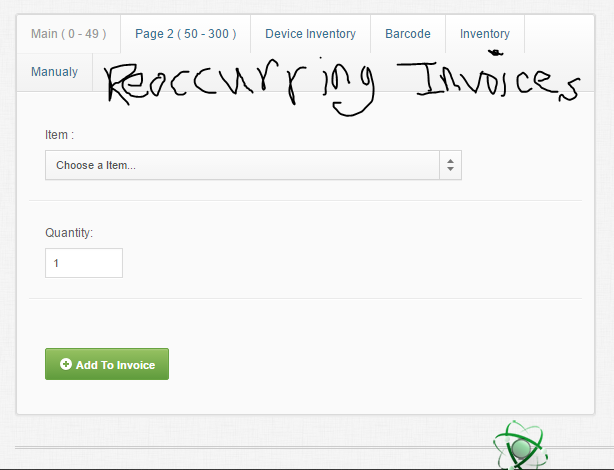 Main ( 0 - 49 ) Page 2 ( 50 - 300 ) Device Inventory Barcode Inventory
Manualy Reoccurring Invoices
Item :
Choose a Item...
Quantity:
1
Add To Invoice